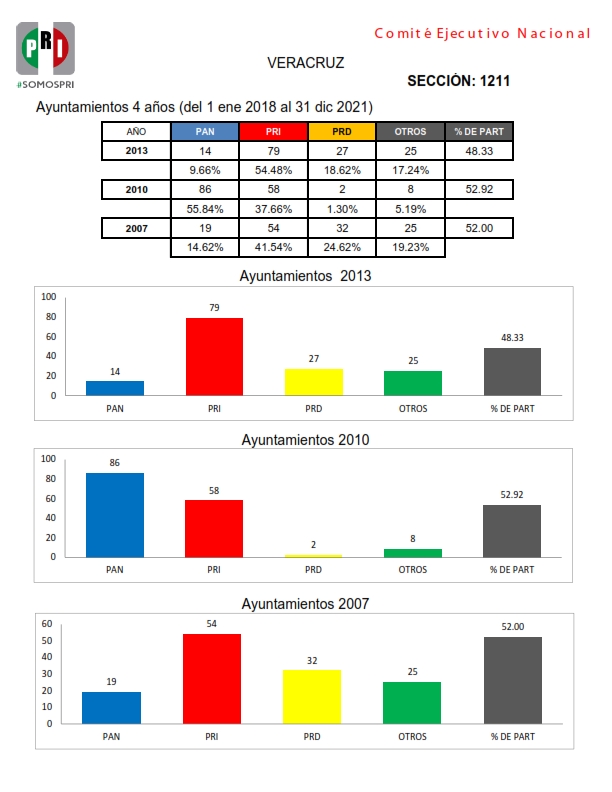 Comité Ejecutivo Nacional
PRI
#SOMOSPRI
VERACRUZ
SECCIÓN: 1211
Ayuntamientos 4 años (del 1 ene 2018 al 31 dic 2021)
AÑO PAN PRI PRD OTROS % DE PART
2013 14 79 27 25 48.33
9.66% 54.48% 18.62% 17.24%
2010 86 58 2 8 52.92
55.84% 37.66% 1.30% 5.19%
2007 19 54 32 25 52.00
14.62% 41.54% 24.62% 19.23%
Ayuntamientos 2013
100
80
60
40
20
0
14 79 27 25 48.33
PAN PRI PRD OTROS % DE PART
Ayuntamientos 2010
100
80
60
40
20
0
86 58 2 8 52.92
PAN PRI PRD OTROS % DE PART
Ayuntamientos 2007
60
50
40
30
20
10
0
19 54 32 25 52.00
PAN PRI PRD OTROS % DE PART